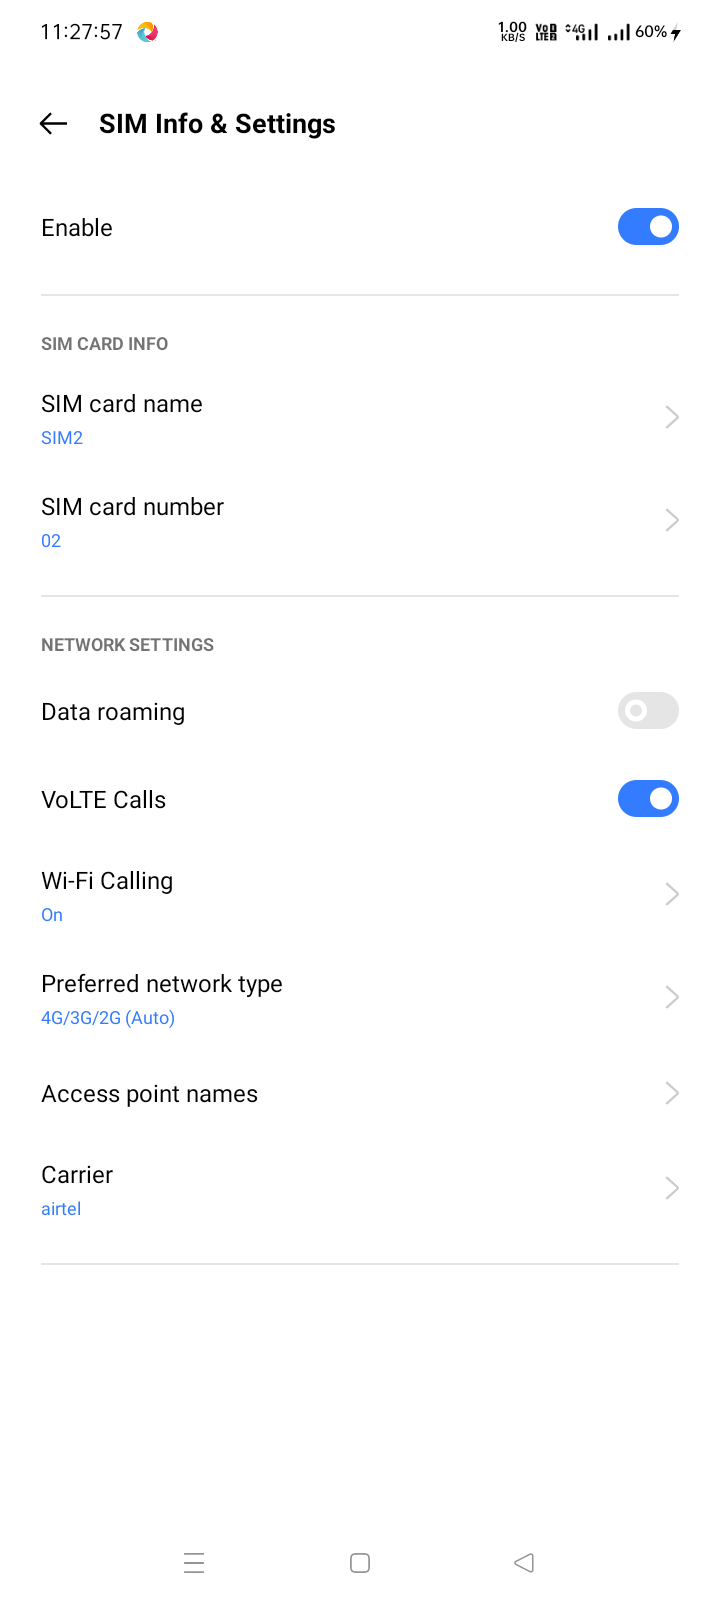 11:27:57 1.00 KB/S VoD LTE2 4G 60%
SIM Info & Settings
Enable
SIM CARD INFO
SIM card name
SIM2
SIM card number
02
NETWORK SETTINGS
Data roaming
VoLTE Calls
Wi-Fi Calling
On
Preferred network type
4G/3G/2G (Auto)
Access point names
Carrier
airtel